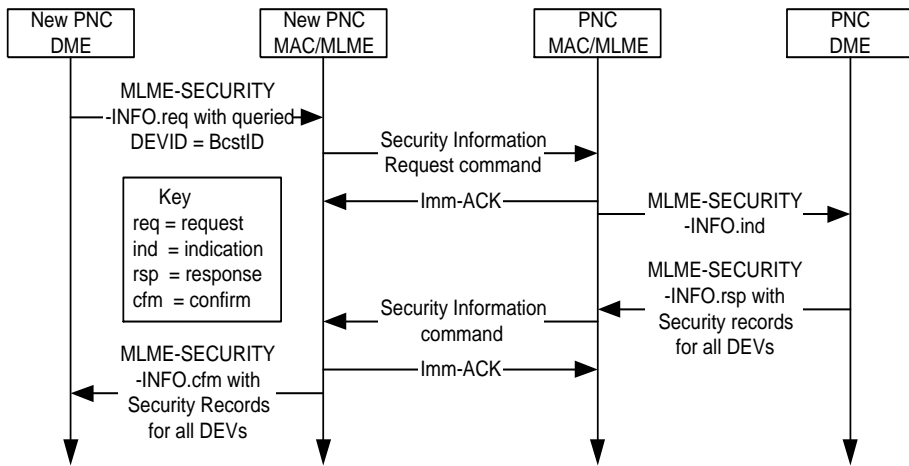 New PNC
DME
New PNC
MAC/MLME
PNC
MAC/MLME
PNC
DME
MLME-SECURITY
-INFO.req with queried
DEVID = BcstID
Security Information
Request command
Imm-ACK
MLME-SECURITY
-INFO.ind
Key
req = request
ind = indication
rsp = response
cfm = confirm
MLME-SECURITY
-INFO.rsp with
Security records
for all DEVs
Security Information
command
Imm-ACK
MLME-SECURITY
-INFO.cfm with
Security Records
for all DEVs